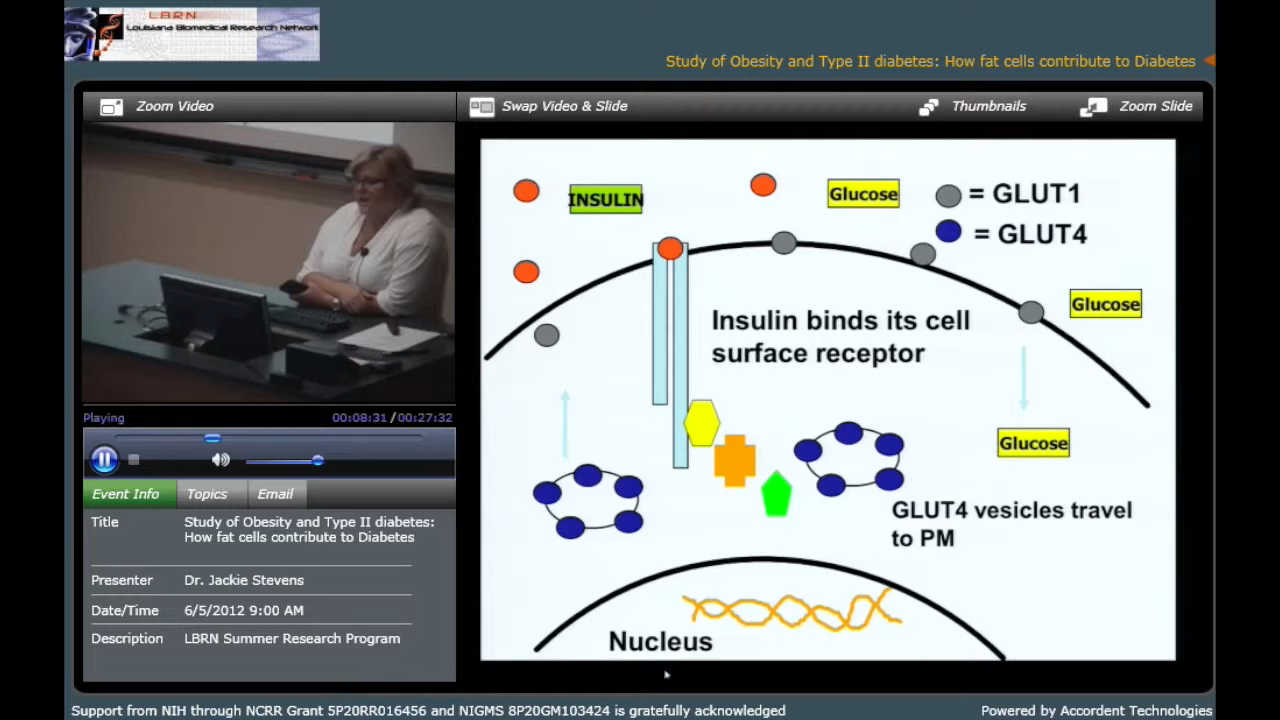 LBRN
Louisiana Biomedical Research Network
Study of Obesity and Type II diabetes: How fat cells contribute to Diabetes
Zoom Video
Swap Video & Slide
Thumbnails
Zoom Slide
INSULIN
Glucose
= GLUT1
= GLUT4
Glucose
Insulin binds its cell
surface receptor
Glucose
GLUT4 vesicles travel
to PM
Nucleus
Playing
00:08:31 /00:27:32
Event Info
Topics
Email
Title
Study of Obesity and Type II diabetes:
How fat cells contribute to Diabetes
Presenter
Dr. Jackie Stevens
Date/Time
6/5/2012 9:00 AM
Description
LBRN Summer Research Program
Support from NIH through NCRR Grant 5P20RR016456 and NIGMS 8P20GM103424 is gratefully acknowledged
Powered by Accordent Technologies